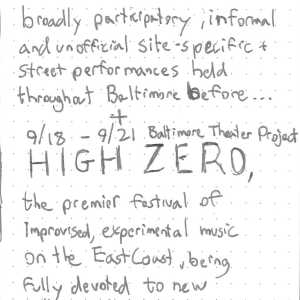 broadly participatory, informal
and unofficial site-specific +
street performances held
throughout Baltimore before...
+
9/18 - 9/21 Baltimore Theater Project
HIGH ZERO,
the premier festival of
Improvised, experimental music
on the East Coast, being
fully devoted to new